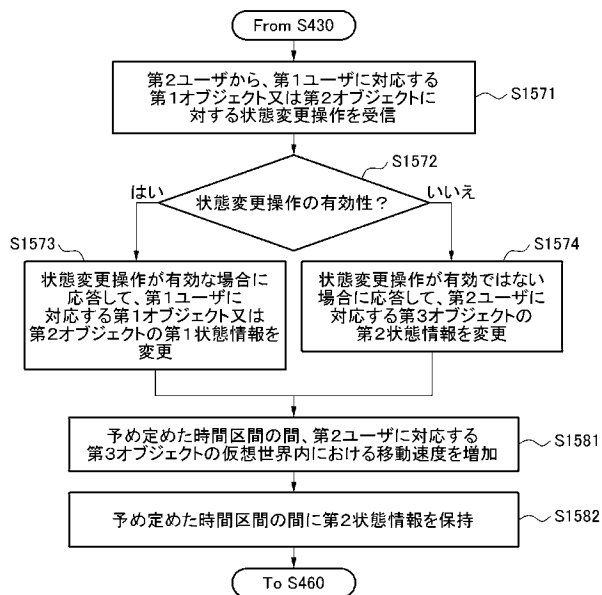 From S430
第2ユーザから、第1ユーザに対応する
第1オブジェクト又は第2オブジェクトに
対する状態変更操作を受信
S1571
S1572
はい
状態変更操作の有効性?
いいえ
S1573
S1574
状態変更操作が有効な場合に
応答して、第1ユーザに
対応する第1オブジェクト又は
第2オブジェクトの第1状態情報を
変更
状態変更操作が有効ではない
場合に応答して、第2ユーザに
対応する第3オブジェクトの
第2状態情報を変更
予め定めた時間区間の間、第2ユーザに対応する
第3オブジェクトの仮想世界内における移動速度を増加
S1581
予め定めた時間区間の間に第2状態情報を保持
S1582
To S460